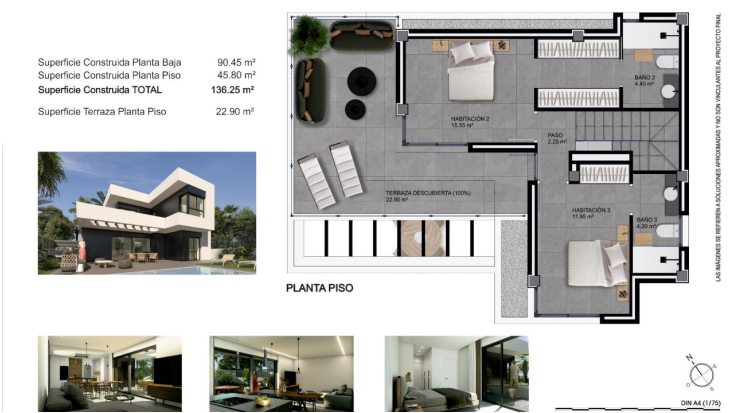 Superficie Construida Planta Baja 90.45 m²
Superficie Construida Planta Piso 45.80 m²
Superficie Construida TOTAL 136.25 m²
Superficie Terraza Planta Piso 22.90 m²
HABITACIÓN 2
15.55 m²
BAÑO 2
4.40 m²
PASO
2.25 m²
TERRAZA DESCUBIERTA (100%)
22.90 m²
HABITACIÓN 3
11.95 m²
BAÑO 3
4.20 m²
PLANTA PISO
LAS IMÁGENES SE REFIEREN A SOLUCIONES APROXIMADAS Y NO SON VINCULANTES AL PROYECTO FINAL
N
E
S
O
DIN A4 (1/75)